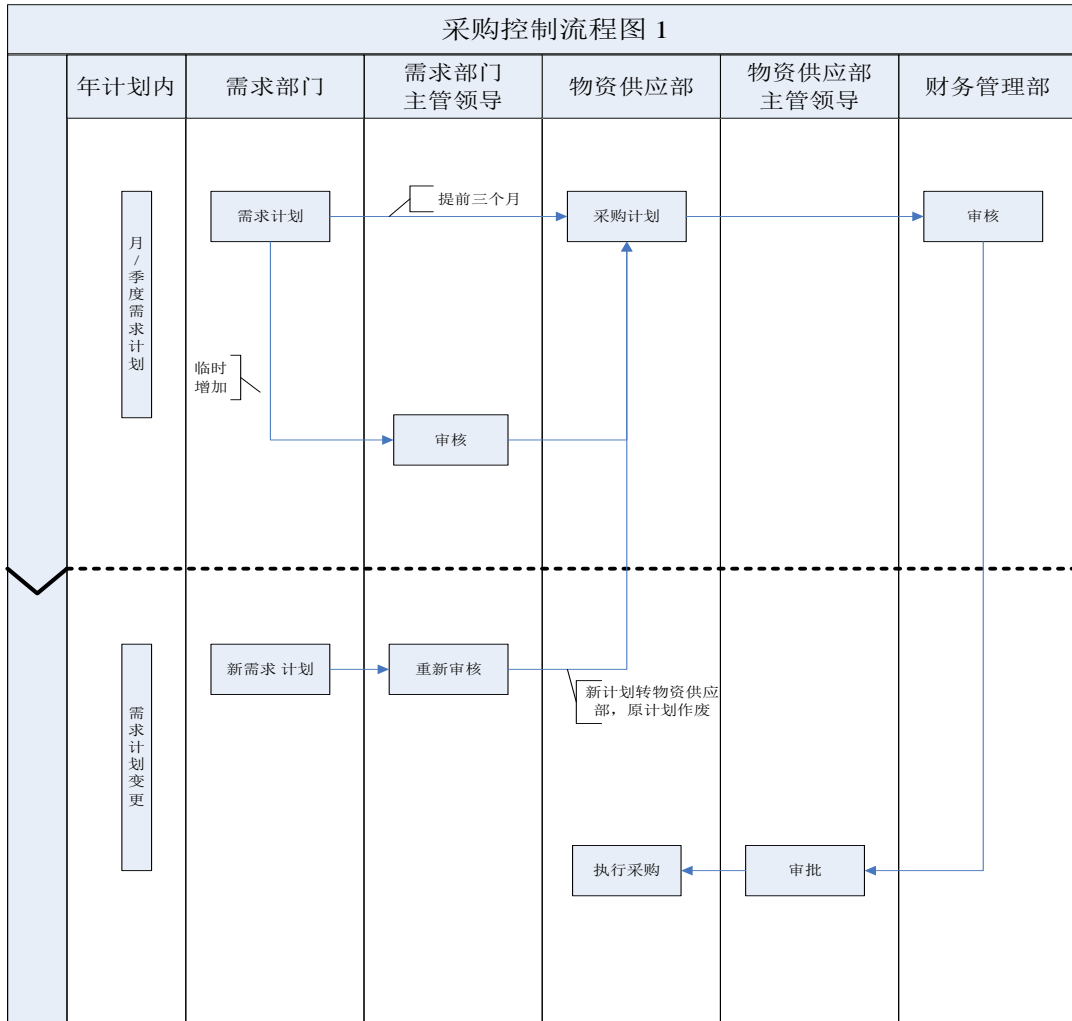 采购控制流程图 1
年计划内
需求部门
需求部门
主管领导
物资供应部
物资供应部
主管领导
财务管理部
月/季度需求计划
需求计划
提前三个月
采购计划
审核
临时
增加
审核
需求计划变更
新需求 计划
重新审核
新计划转物资供应
部，原计划作废
执行采购
审批